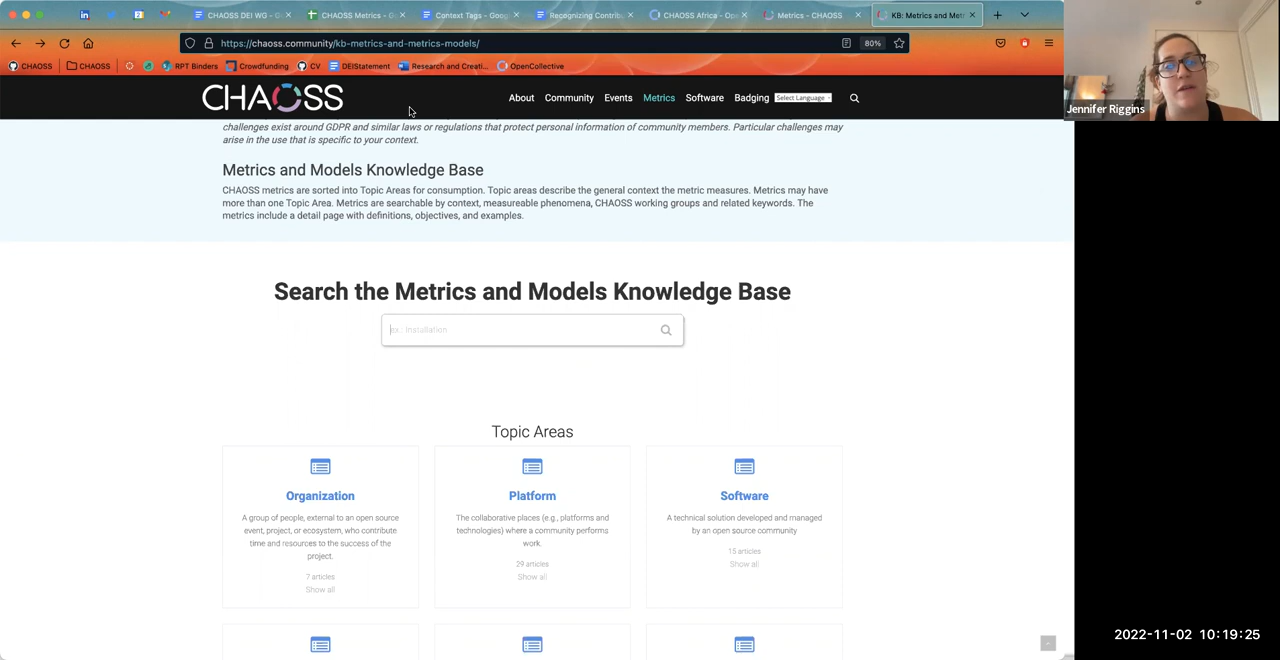 CHAOSS DEI WG - G
CHAOSS Metrics - G
Context Tags - Goog
Recognizing Contribu
CHAOSS Africa - Ope
Metrics - CHAOSS
KB: Metrics and Metr
https://chaoss.community/kb-metrics-and-metrics-models/
80%
CHAOSS
CHAOSS
RPT Binders
Crowdfunding
CV
DEIStatement
Research and Creati...
OpenCollective
CHAOSS
About
Community
Events
Metrics
Software
Badging
Select Language
Jennifer Riggins
challenges exist around GDPR and similar laws or regulations that protect personal information of community members. Particular challenges may
arise in the use that is specific to your context.
Metrics and Models Knowledge Base
CHAOSS metrics are sorted into Topic Areas for consumption. Topic areas describe the general context the metric measures. Metrics may have
more than one Topic Area. Metrics are searchable by context, measureable phenomena, CHAOSS working groups and related keywords. The
metrics include a detail page with definitions, objectives, and examples.
Search the Metrics and Models Knowledge Base
ex.: Installation
Topic Areas
Organization
A group of people, external to an open source
event, project, or ecosystem, who contribute
time and resources to the success of the
project.
7 articles
Show all
Platform
The collaborative places (e.g., platforms and
technologies) where a community performs
work.
29 articles
Show all
Software
A technical solution developed and managed
by an open source community
15 articles
Show all
2022-11-02 10:19:25